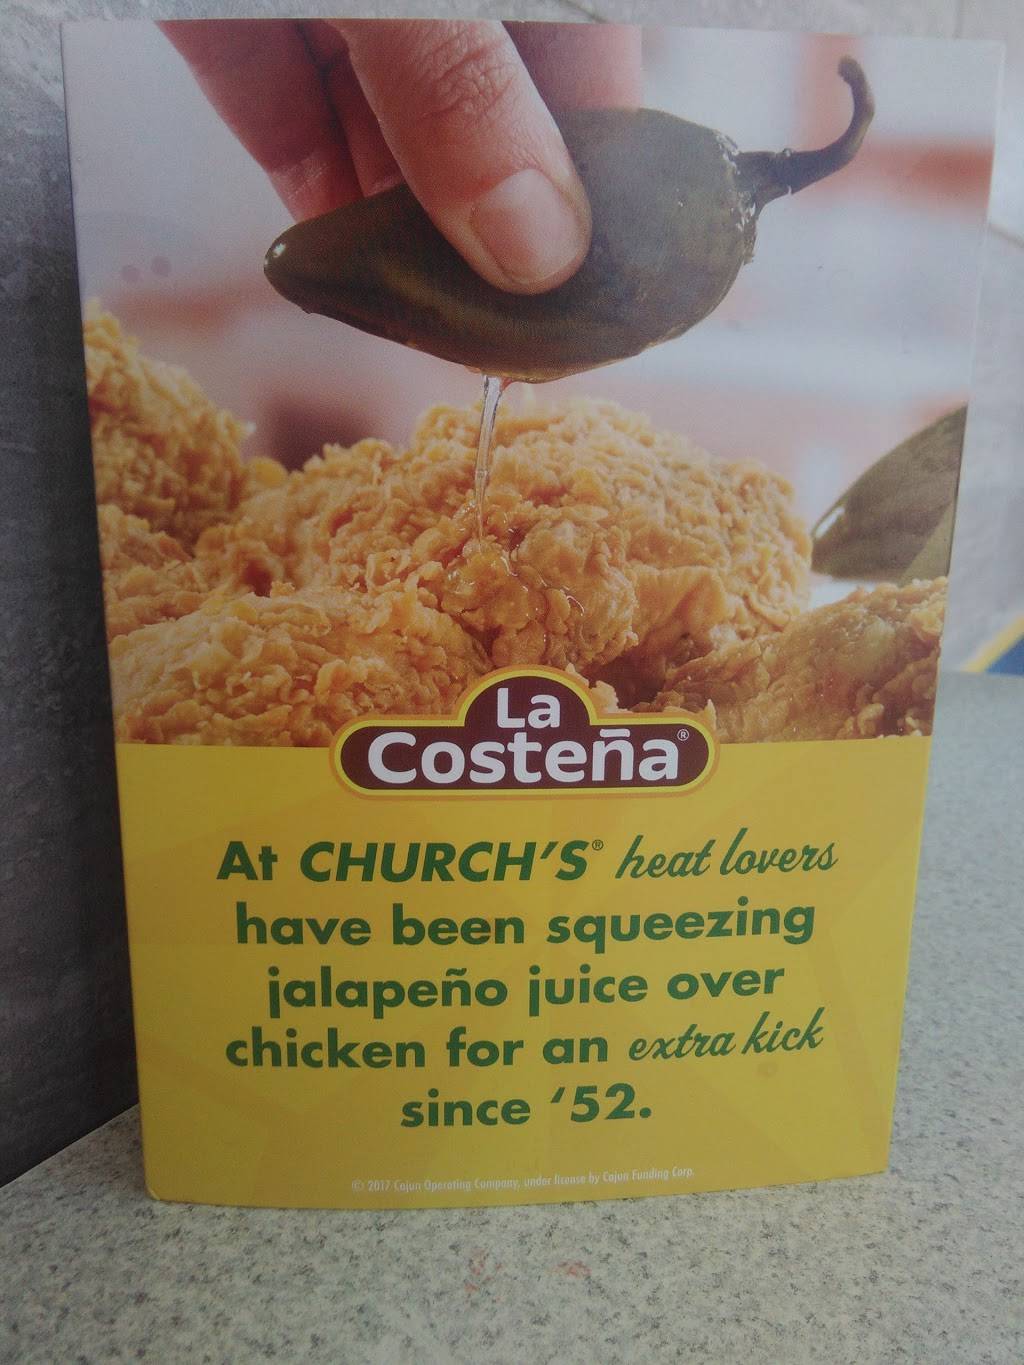 La
Costeña®
At CHURCH'S® heat lovers
have been squeezing
jalapeño juice over
chicken for an extra kick
since ‘52.
© 2017 Cajun Operating Company, under license by Cajun Funding Corp.